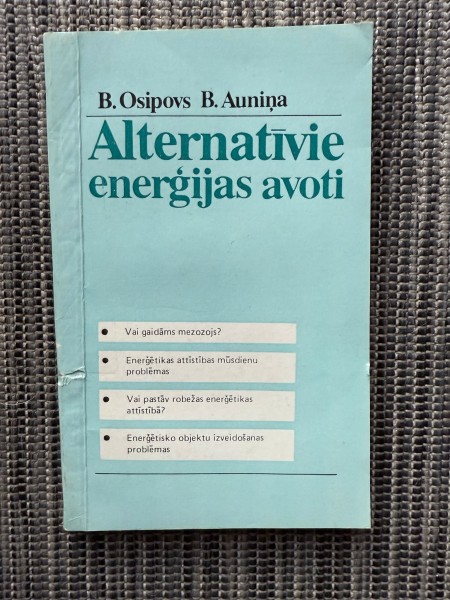 B. Osipovs B. Auniņa
Alternatīvie
enerģijas avoti
● Vai gaidāms mezozojs?
● Enerģētikas attīstības mūsdienu
problēmas
● Vai pastāv robežas enerģētikas
attīstībā?
● Enerģētisko objektu izveidošanas
problēmas